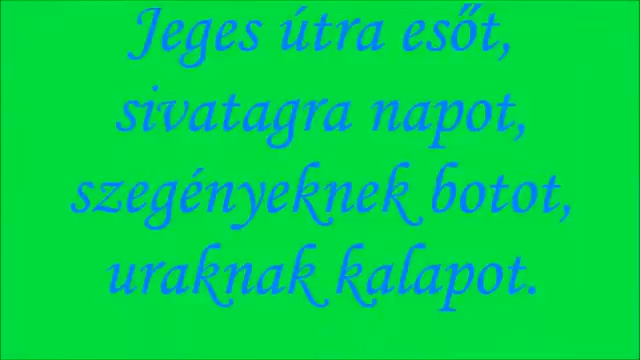 Jeges útra esőt,
sivatagra napot,
szegényeknek botot,
uraknak kalapot.